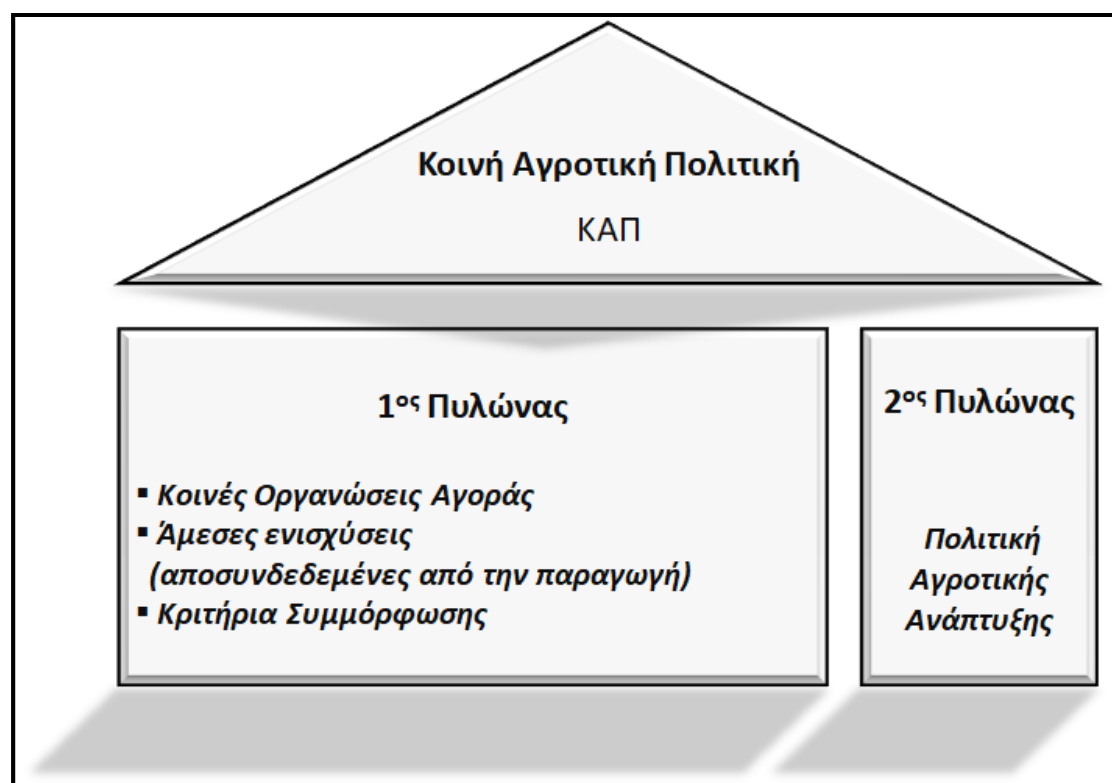 Κοινή Αγροτική Πολιτική
ΚΑΠ
1ος Πυλώνας
▪ Κοινές Οργανώσεις Αγοράς
▪ Άμεσες ενισχύσεις
(αποσυνδεδεμένες από την παραγωγή)
▪ Κριτήρια Συμμόρφωσης
2ος Πυλώνας
Πολιτική
Αγροτικής
Ανάπτυξης